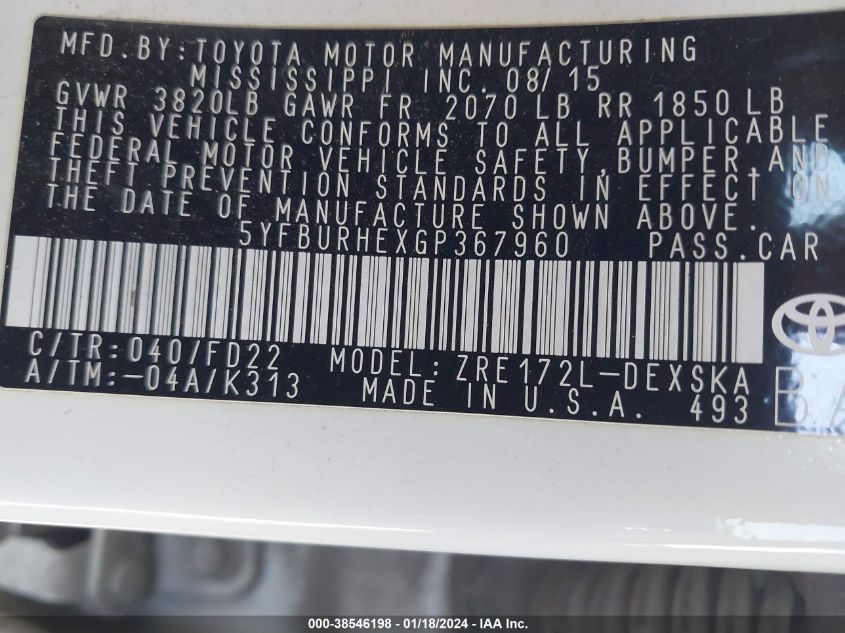 MFD. BY: TOYOTA MOTOR MANUFACTURING
MISSISSIPPI INC. 08/15
GVWR 3820LB GAWR FR 2070 LB RR 1850 LB
THIS VEHICLE CONFORMS TO ALL APPLICABLE
FEDERAL MOTOR VEHICLE SAFETY, BUMPER, AND
THEFT PREVENTION STANDARDS IN EFFECT ON
THE DATE OF MANUFACTURE SHOWN ABOVE.
5YFBURHEXGP367960 PASS.CAR
C/TR: 040/FD22 MODEL: ZRE172L-DEXSKA
A/TM: -04A/K313 MADE IN U.S.A. 493
000-38546198 - 01/18/2024 - IAA Inc.